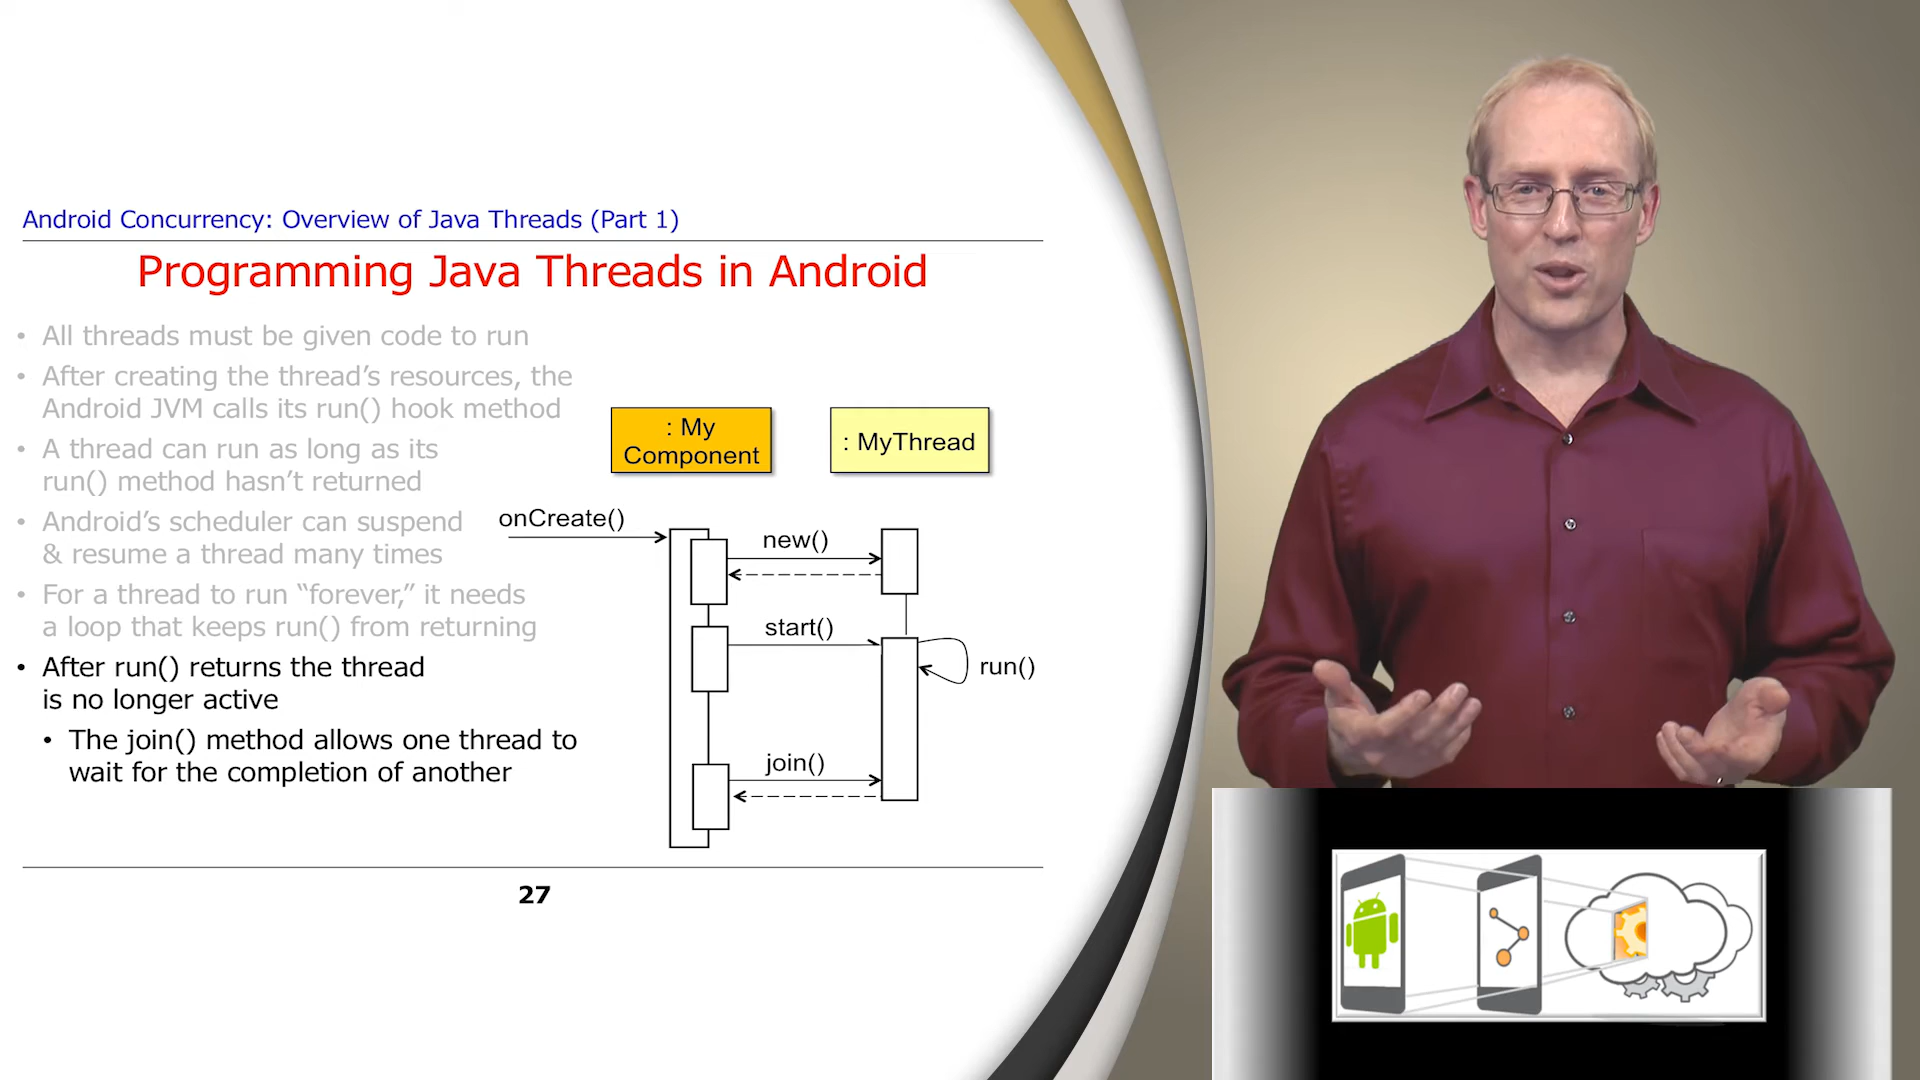 Android Concurrency: Overview of Java Threads (Part 1)
Programming Java Threads in Android
• All threads must be given code to run
• After creating the thread’s resources, the
Android JVM calls its run() hook method
• A thread can run as long as its
run() method hasn’t returned
• Android’s scheduler can suspend
& resume a thread many times
• For a thread to run “forever,” it needs
a loop that keeps run() from returning
• After run() returns the thread
is no longer active
• The join() method allows one thread to
wait for the completion of another
: My
Component
: MyThread
onCreate()
new()
start()
run()
join()
27